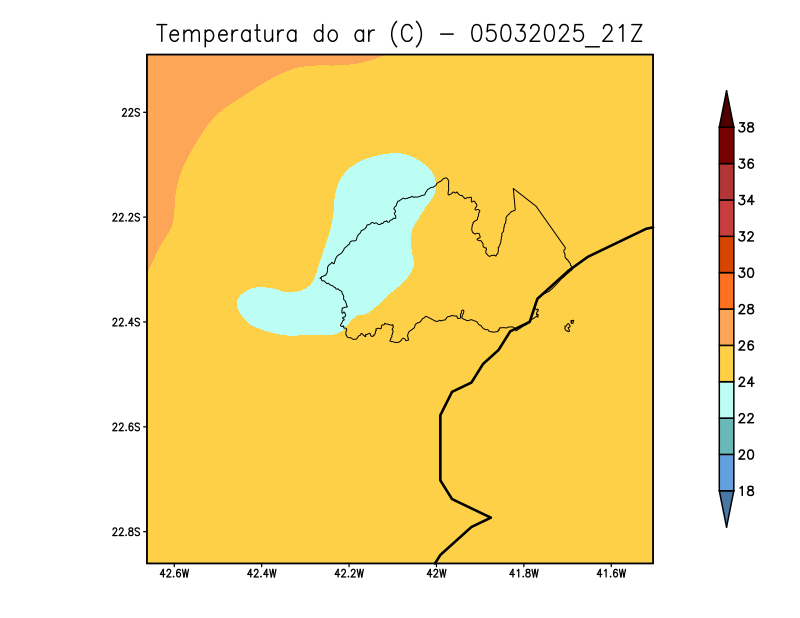 Temperatura do ar (C) - 05032025_21Z
22S
22.2S
22.4S
22.6S
22.8S
42.6W
42.4W
42.2W
42W
41.8W
41.6W
38
36
34
32
30
28
26
24
22
20
18